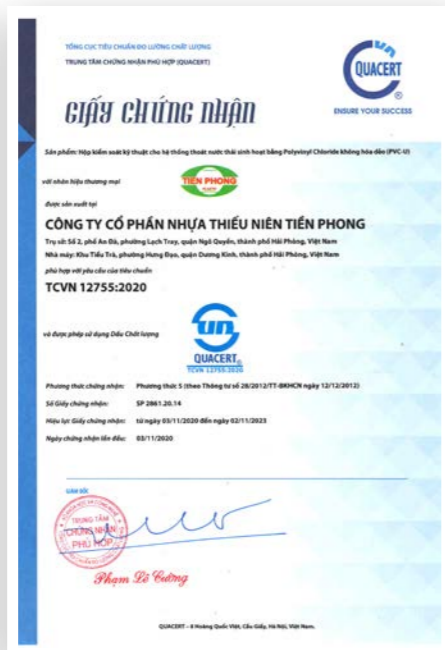 TỔNG CỤC TIÊU CHUẨN ĐO LƯỜNG CHẤT LƯỢNG
TRUNG TÂM CHỨNG NHẬN PHÙ HỢP (QUACERT)
QUACERT
®
ENSURE YOUR SUCCESS
GIẤY CHỨNG NHẬN
Sản phẩm: Hộp kiểm soát kỹ thuật cho hệ thống thoát nước thải sinh hoạt bằng Polyvinyl Chloride không hóa dẻo (PVC-U)
với nhãn hiệu thương mại
TIEN PHONG
được sản xuất tại
CÔNG TY CỔ PHẦN NHỰA THIẾU NIÊN TIỀN PHONG
Trụ sở: Số 2, phố An Đà, phường Lạch Tray, quận Ngô Quyền, thành phố Hải Phòng, Việt Nam
Nhà máy: Khu Tiểu Trà, phường Hưng Đạo, quận Dương Kinh, thành phố Hải Phòng, Việt Nam
phù hợp với yêu cầu của tiêu chuẩn
TCVN 12755:2020
và được phép sử dụng Dấu Chất lượng
QUACERT®
TCVN 12755:2020
Phương thức chứng nhận: Phương thức 5 (theo Thông tư số 28/2012/TT-BKHCN ngày 12/12/2012)
Số Giấy chứng nhận: SP 2861.20.14
Hiệu lực Giấy chứng nhận: từ ngày 03/11/2020 đến ngày 02/11/2023
Ngày chứng nhận lần đầu: 03/11/2020
GIÁM ĐỐC
TRUNG TÂM
CHỨNG NHẬN
PHÙ HỢP
Phạm Lê Cường
QUACERT – 8 Hoàng Quốc Việt, Cầu Giấy, Hà Nội, Việt Nam.